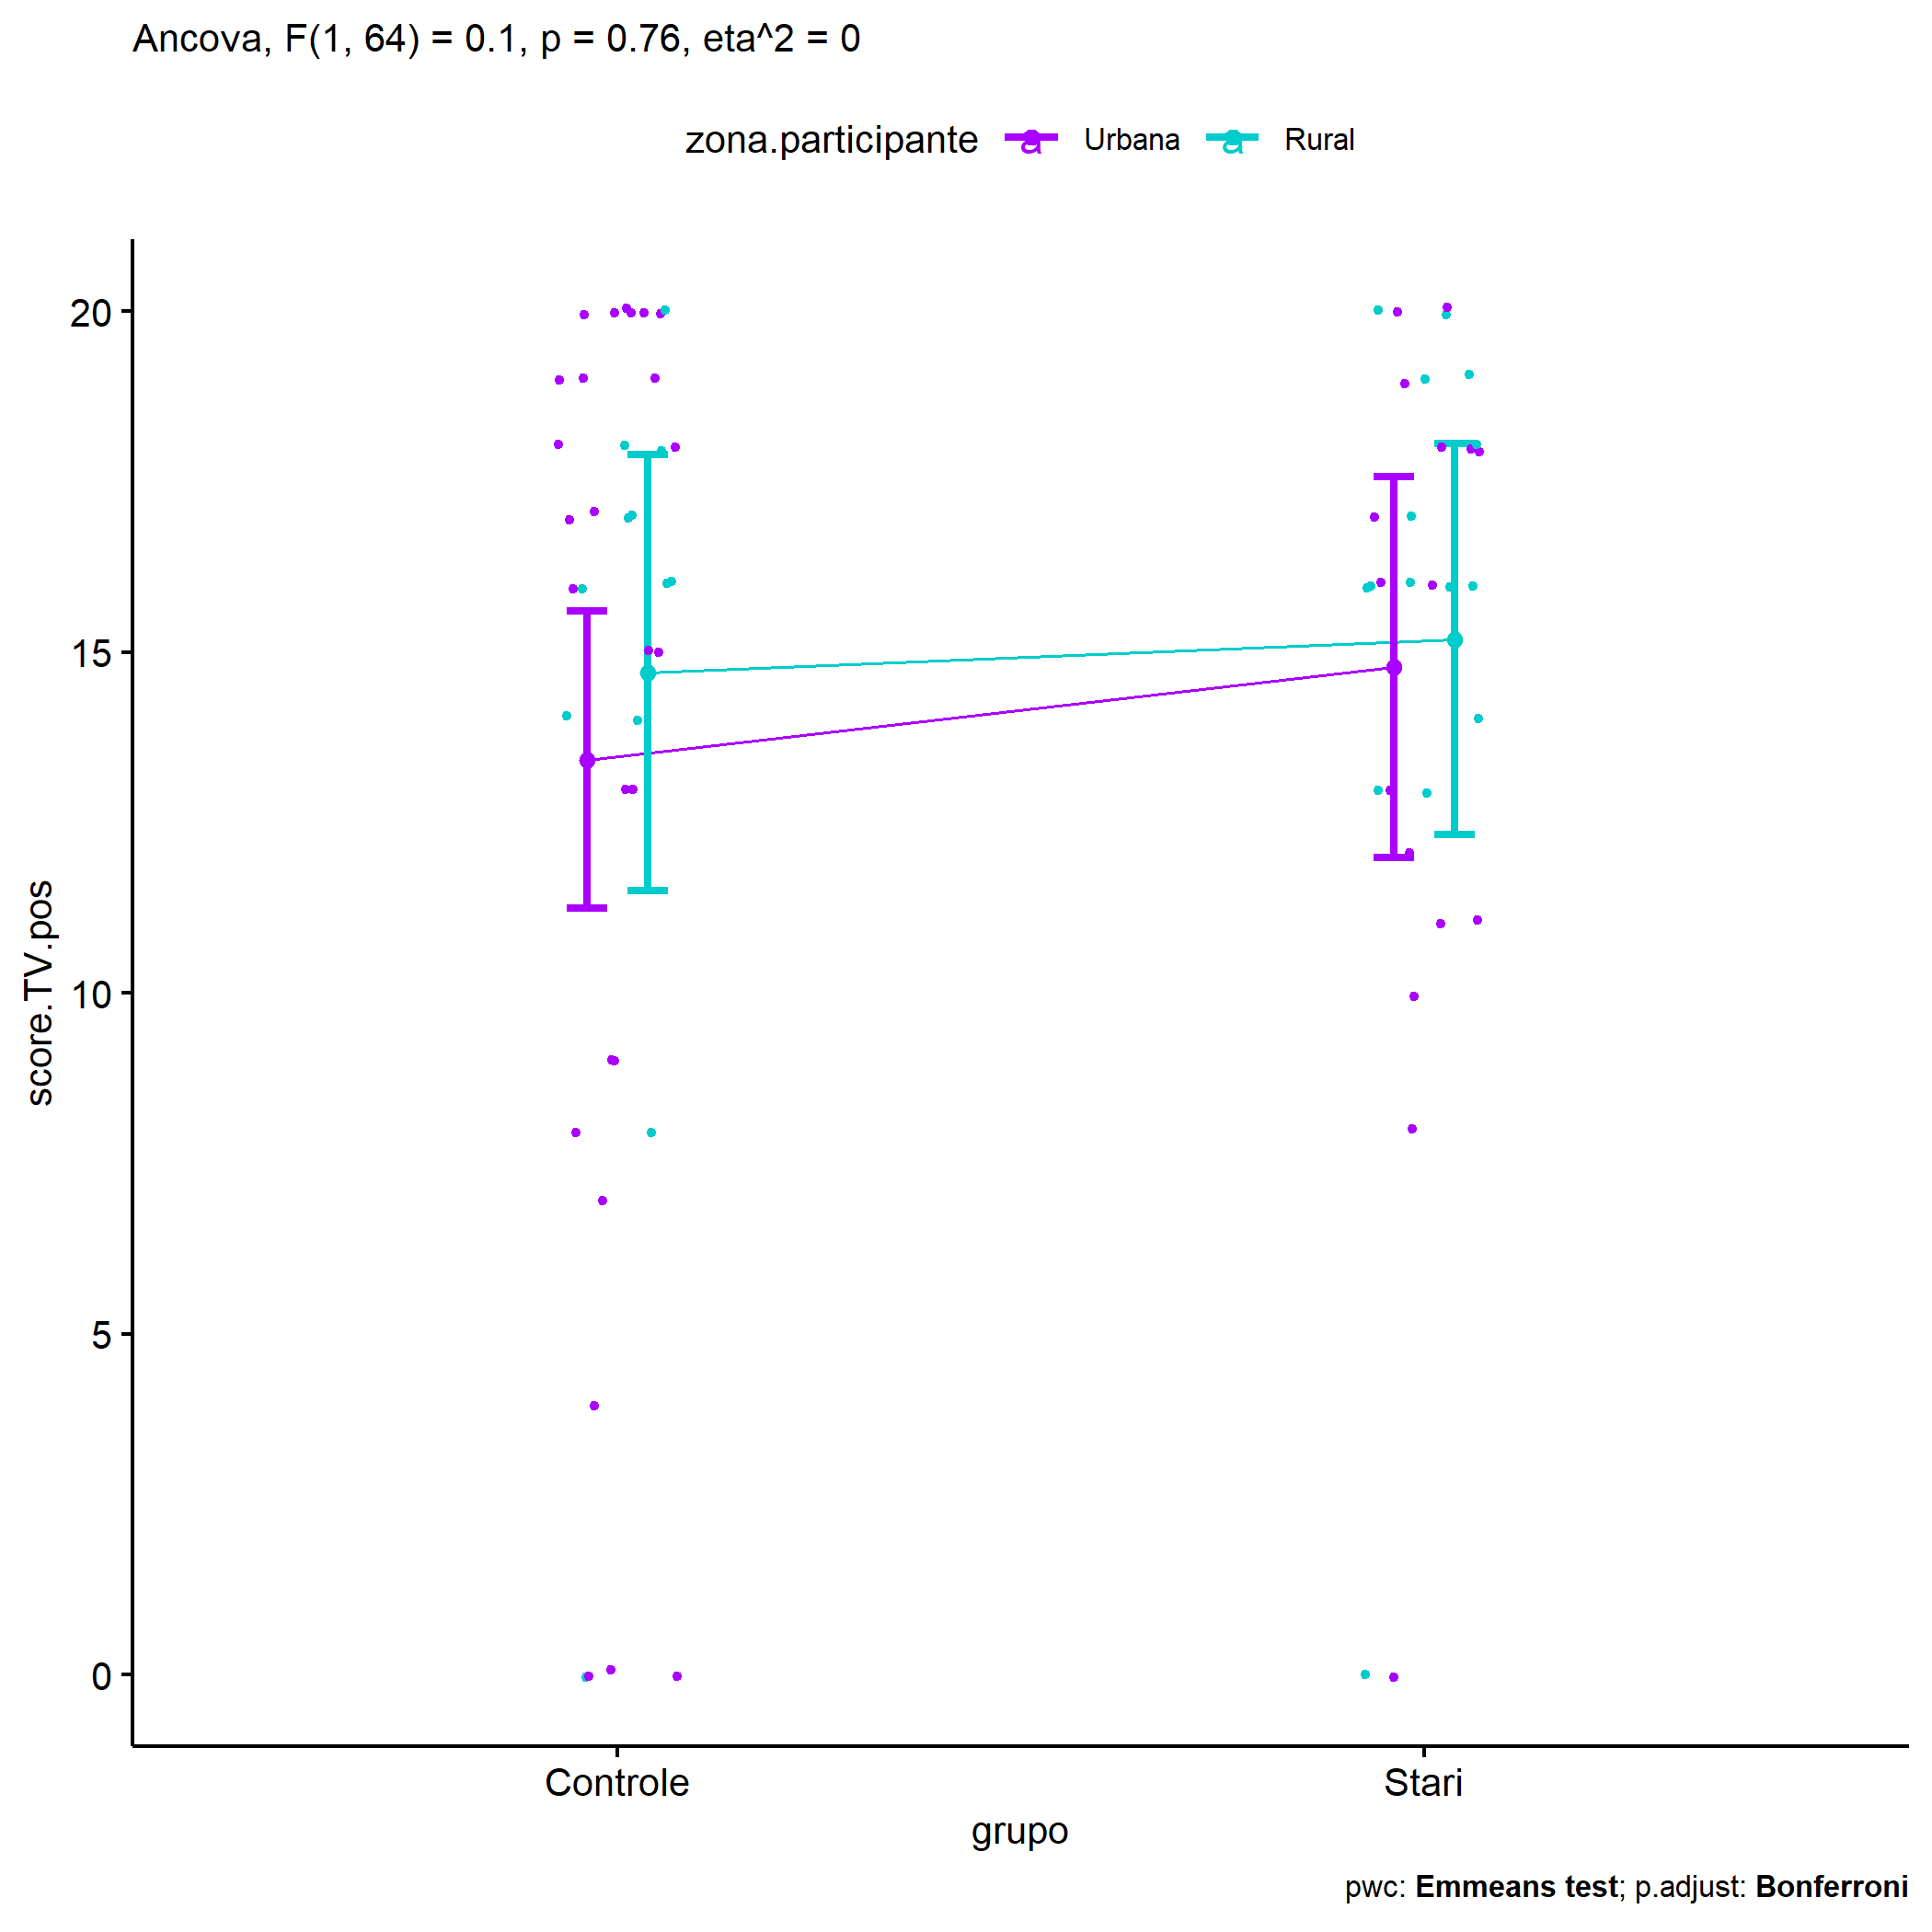 Ancova, F(1, 64) = 0.1, p = 0.76, eta^2 = 0
zona.participante a Urbana a Rural
20
15
10
5
0
score.TV.pos
Controle Stari
grupo
pwc: Emmeans test; p.adjust: Bonferroni